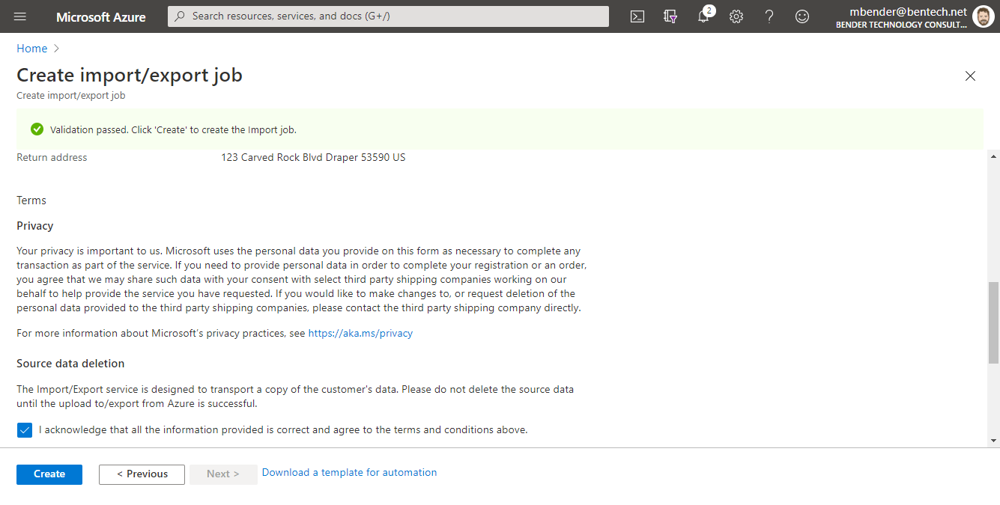 Microsoft Azure
Search resources, services, and docs (G+/)
2
mbender@bentech.net
BENDER TECHNOLOGY CONSULT...
Home >
Create import/export job
Create import/export job
Validation passed. Click 'Create' to create the Import job.
Return address 123 Carved Rock Blvd Draper 53590 US
Terms
Privacy
Your privacy is important to us. Microsoft uses the personal data you provide on this form as necessary to complete any
transaction as part of the service. If you need to provide personal data in order to complete your registration or an order,
you agree that we may share such data with your consent with select third party shipping companies working on our
behalf to help provide the service you have requested. If you would like to make changes to, or request deletion of the
personal data provided to the third party shipping companies, please contact the third party shipping company directly.
For more information about Microsoft's privacy practices, see https://aka.ms/privacy
Source data deletion
The Import/Export service is designed to transport a copy of the customer's data. Please do not delete the source data
until the upload to/export from Azure is successful.
I acknowledge that all the information provided is correct and agree to the terms and conditions above.
Create
< Previous
Next >
Download a template for automation